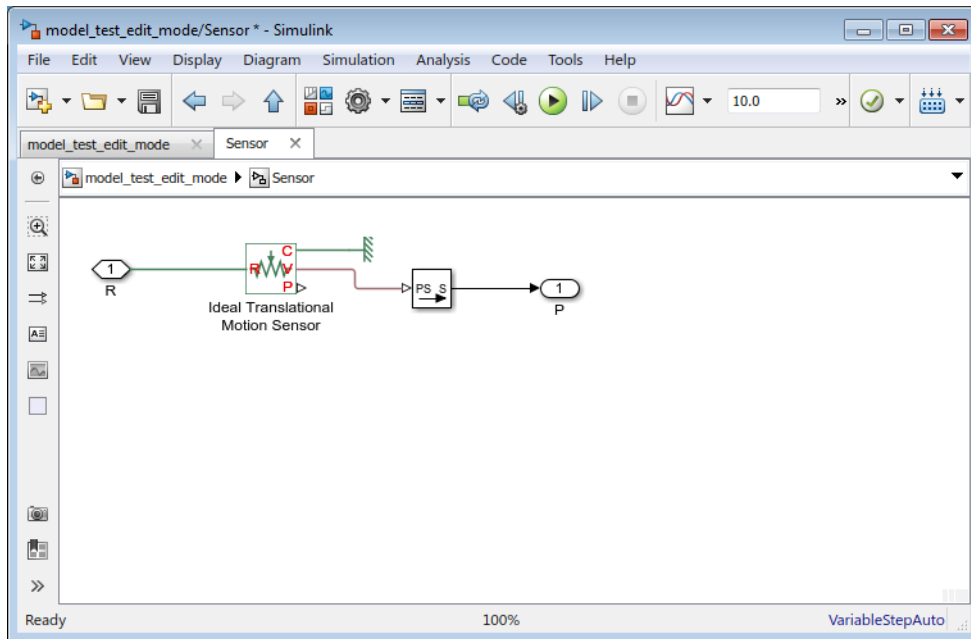 model_test_edit_mode/Sensor * - Simulink
File Edit View Display Diagram Simulation Analysis Code Tools Help
10.0 »
model_test_edit_mode Sensor
model_test_edit_mode Sensor
C
1 R V
R P PS S 1
Ideal Translational P
Motion Sensor
A
»
Ready 100% VariableStepAuto